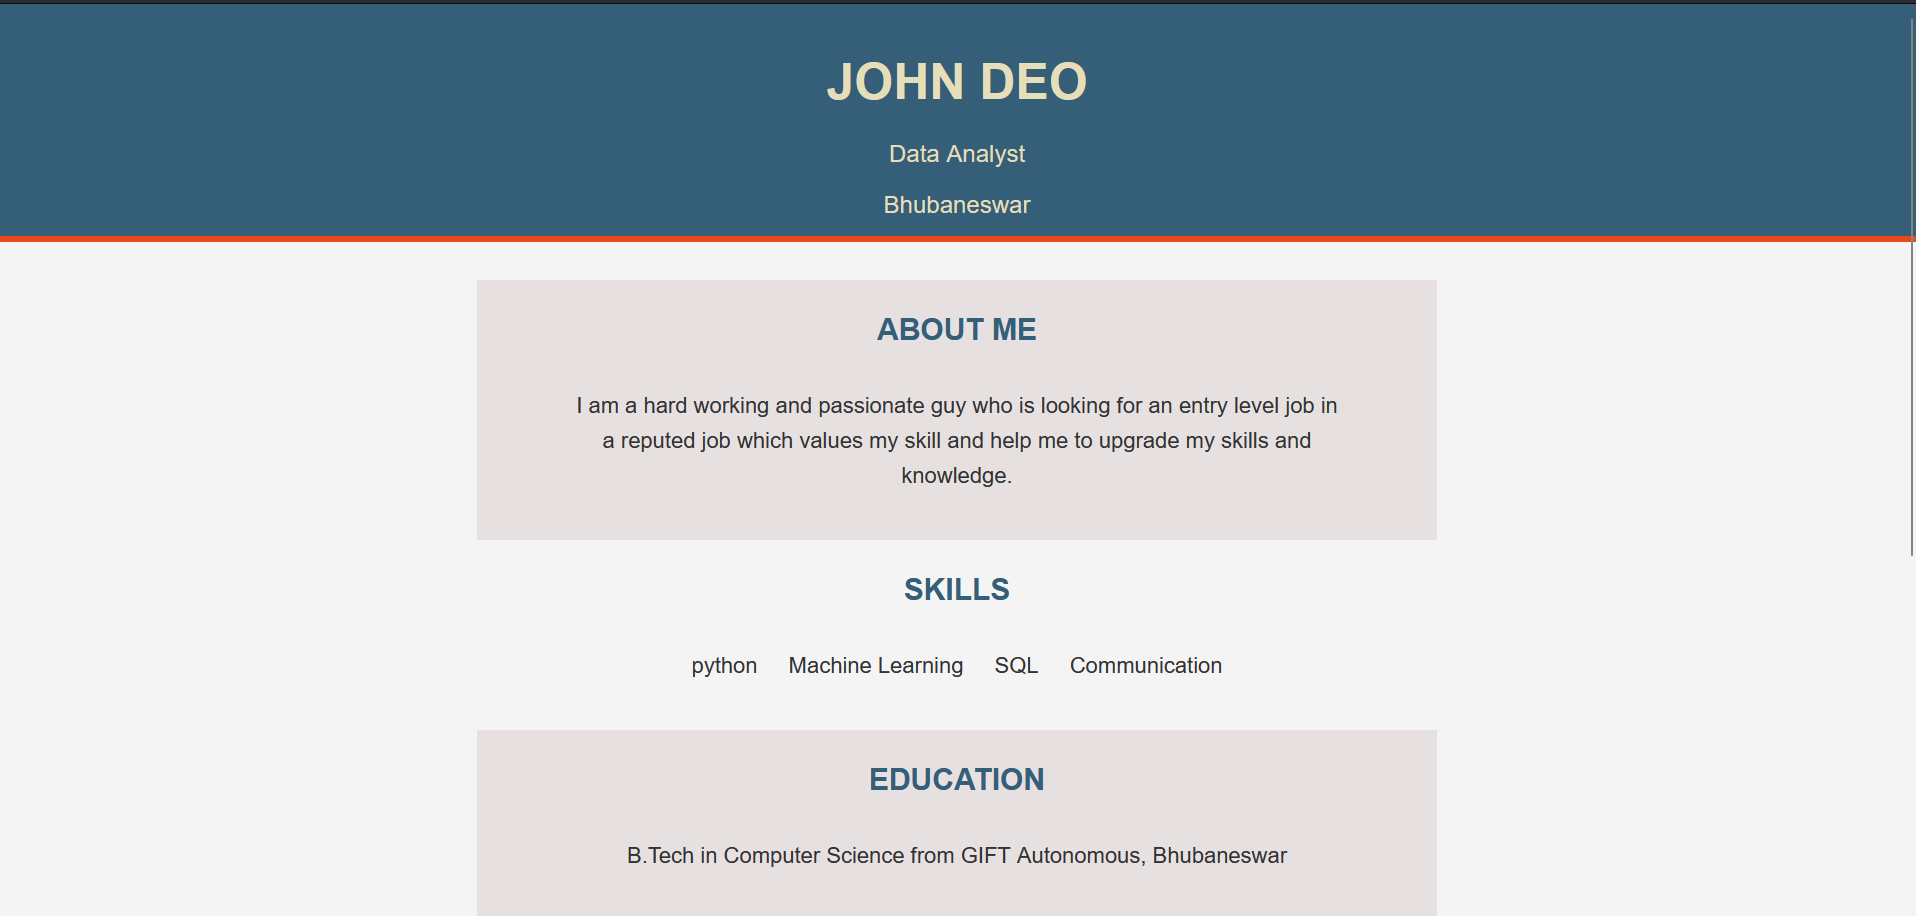 JOHN DEO
Data Analyst
Bhubaneswar
ABOUT ME
I am a hard working and passionate guy who is looking for an entry level job in
a reputed job which values my skill and help me to upgrade my skills and
knowledge.
SKILLS
python Machine Learning SQL Communication
EDUCATION
B.Tech in Computer Science from GIFT Autonomous, Bhubaneswar